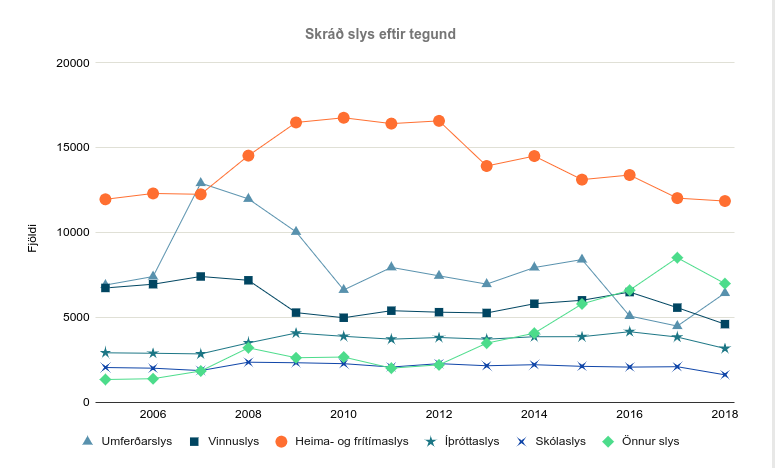 Skráð slys eftir tegund
20000
15000
10000
5000
0
Fjöldi
2006 2008 2010 2012 2014 2016 2018
Umferðarslys Vinnuslys Heima- og frítímaslys Íþróttaslys Skólaslys Önnur slys